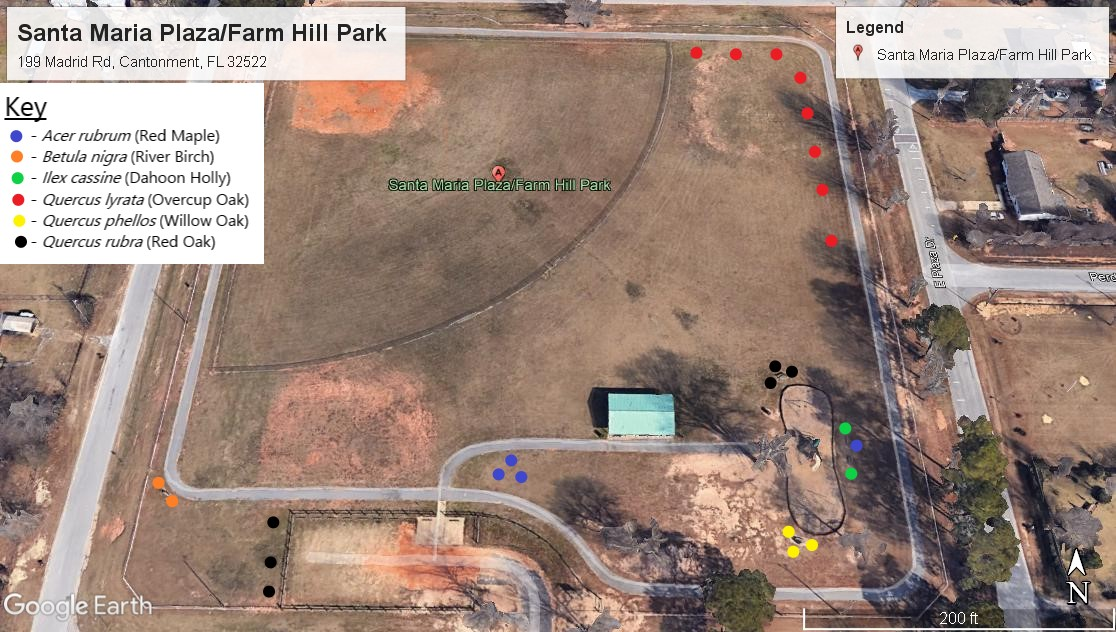 Santa Maria Plaza/Farm Hill Park
199 Madrid Rd, Cantonment, FL 32522
Legend
A Santa Maria Plaza/Farm Hill Park
Key
- Acer rubrum (Red Maple)
- Betula nigra (River Birch)
- Ilex cassine (Dahoon Holly)
- Quercus lyrata (Overcup Oak)
- Quercus phellos (Willow Oak)
- Quercus rubra (Red Oak)
A
Santa Maria Plaza/Farm Hill Park
E Plaza Dr
Perd
Google Earth
N
200 ft